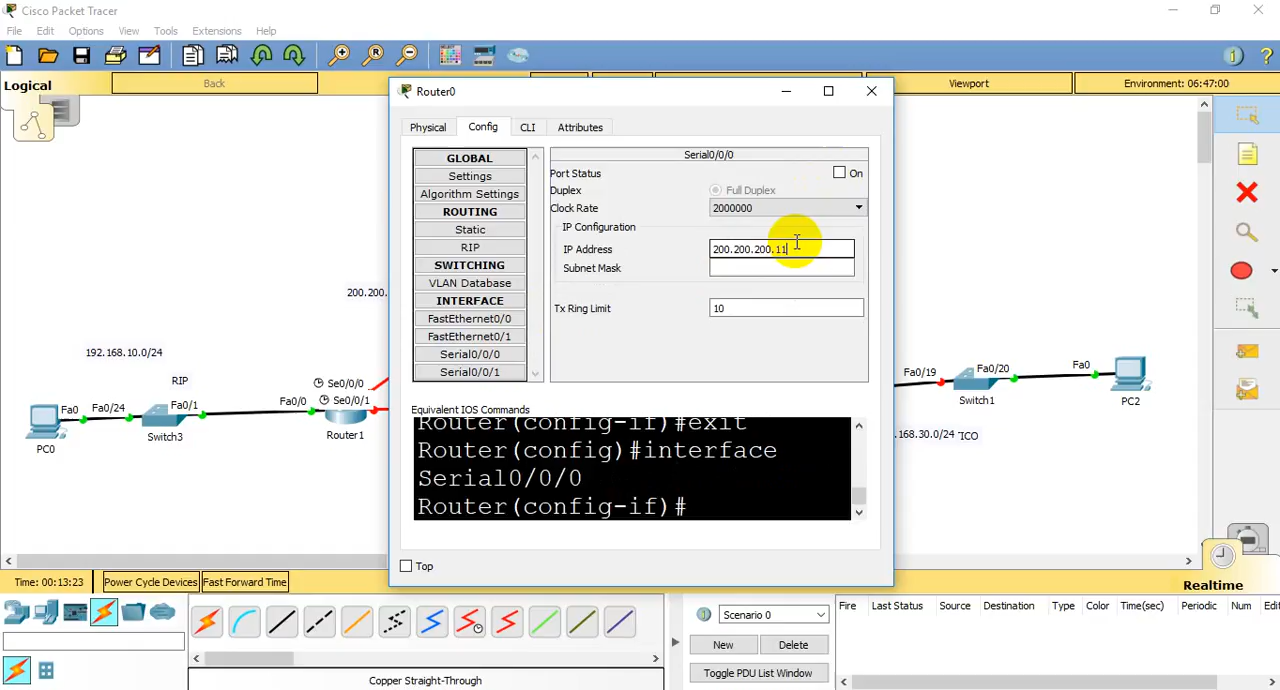 Cisco Packet Tracer
File Edit Options View Tools Extensions Help
Logical Back Viewport Environment: 06:47:00
Router0
Physical Config CLI Attributes
GLOBAL
Settings
Algorithm Settings
ROUTING
Static
RIP
SWITCHING
VLAN Database
INTERFACE
FastEthernet0/0
FastEthernet0/1
Serial0/0/0
Serial0/0/1
Serial0/0/0
Port Status On
Duplex Full Duplex
Clock Rate 2000000
IP Configuration
IP Address 200.200.200.11
Subnet Mask
Tx Ring Limit 10
Equivalent IOS Commands
Router(config-if)#exit
Router(config)#interface
Serial0/0/0
Router(config-if)#
Top
200.200.
192.168.10.0/24
RIP
Se0/0/0
Se0/0/1
Fa0 Fa0/24 Fa0/1 Fa0/0
PC0 Switch3 Router1
Fa0/19 Fa0/20 Fa0
Switch1 PC2
.168.30.0/24 'ICO
Time: 00:13:23 Power Cycle Devices Fast Forward Time Realtime
Scenario 0
New Delete
Toggle PDU List Window
Fire Last Status Source Destination Type Color Time(sec) Periodic Num Edi
Copper Straight-Through